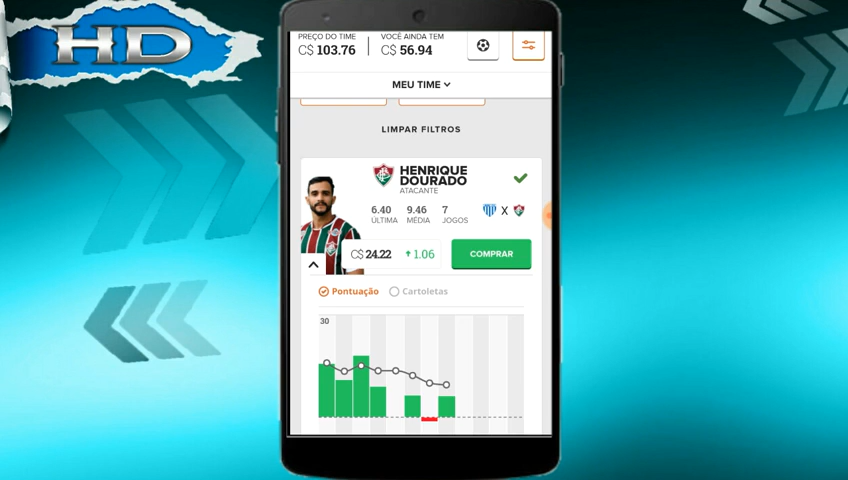 HD
PREÇO DO TIME
C$ 103.76
VOCÊ AINDA TEM
C$ 56.94
MEU TIME
LIMPAR FILTROS
HENRIQUE
DOURADO
ATACANTE
6.40 9.46 7
ÚLTIMA MÉDIA JOGOS
X
C$ 24.22 1.06
COMPRAR
Pontuação Cartoletas
30